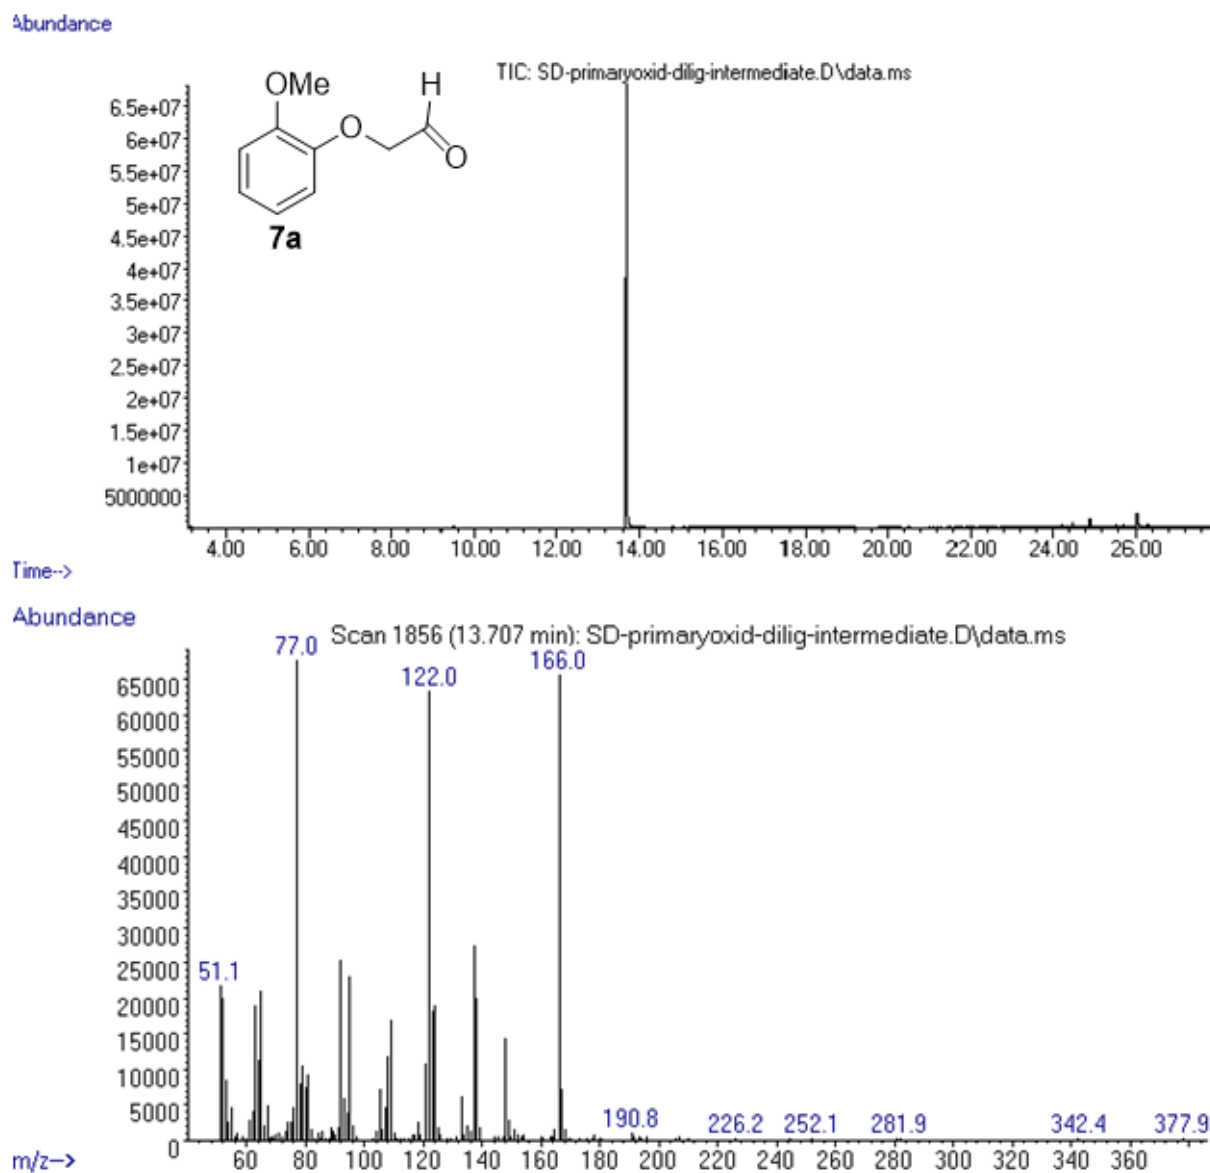 Abundance
TIC: SD-primaryoxid-dilig-intermediate.D\data.ms
OMe
H
O
O
7a
6.5e+07
6e+07
5.5e+07
5e+07
4.5e+07
4e+07
3.5e+07
3e+07
2.5e+07
2e+07
1.5e+07
1e+07
5000000
4.00 6.00 8.00 10.00 12.00 14.00 16.00 18.00 20.00 22.00 24.00 26.00
Time-->
Abundance
Scan 1856 (13.707 min): SD-primaryoxid-dilig-intermediate.D\data.ms
77.0
166.0
122.0
65000
60000
55000
50000
45000
40000
35000
30000
25000
51.1
20000
15000
10000
5000
190.8 226.2 252.1 281.9 342.4 377.9
0
60 80 100 120 140 160 180 200 220 240 260 280 300 320 340 360
m/z-->